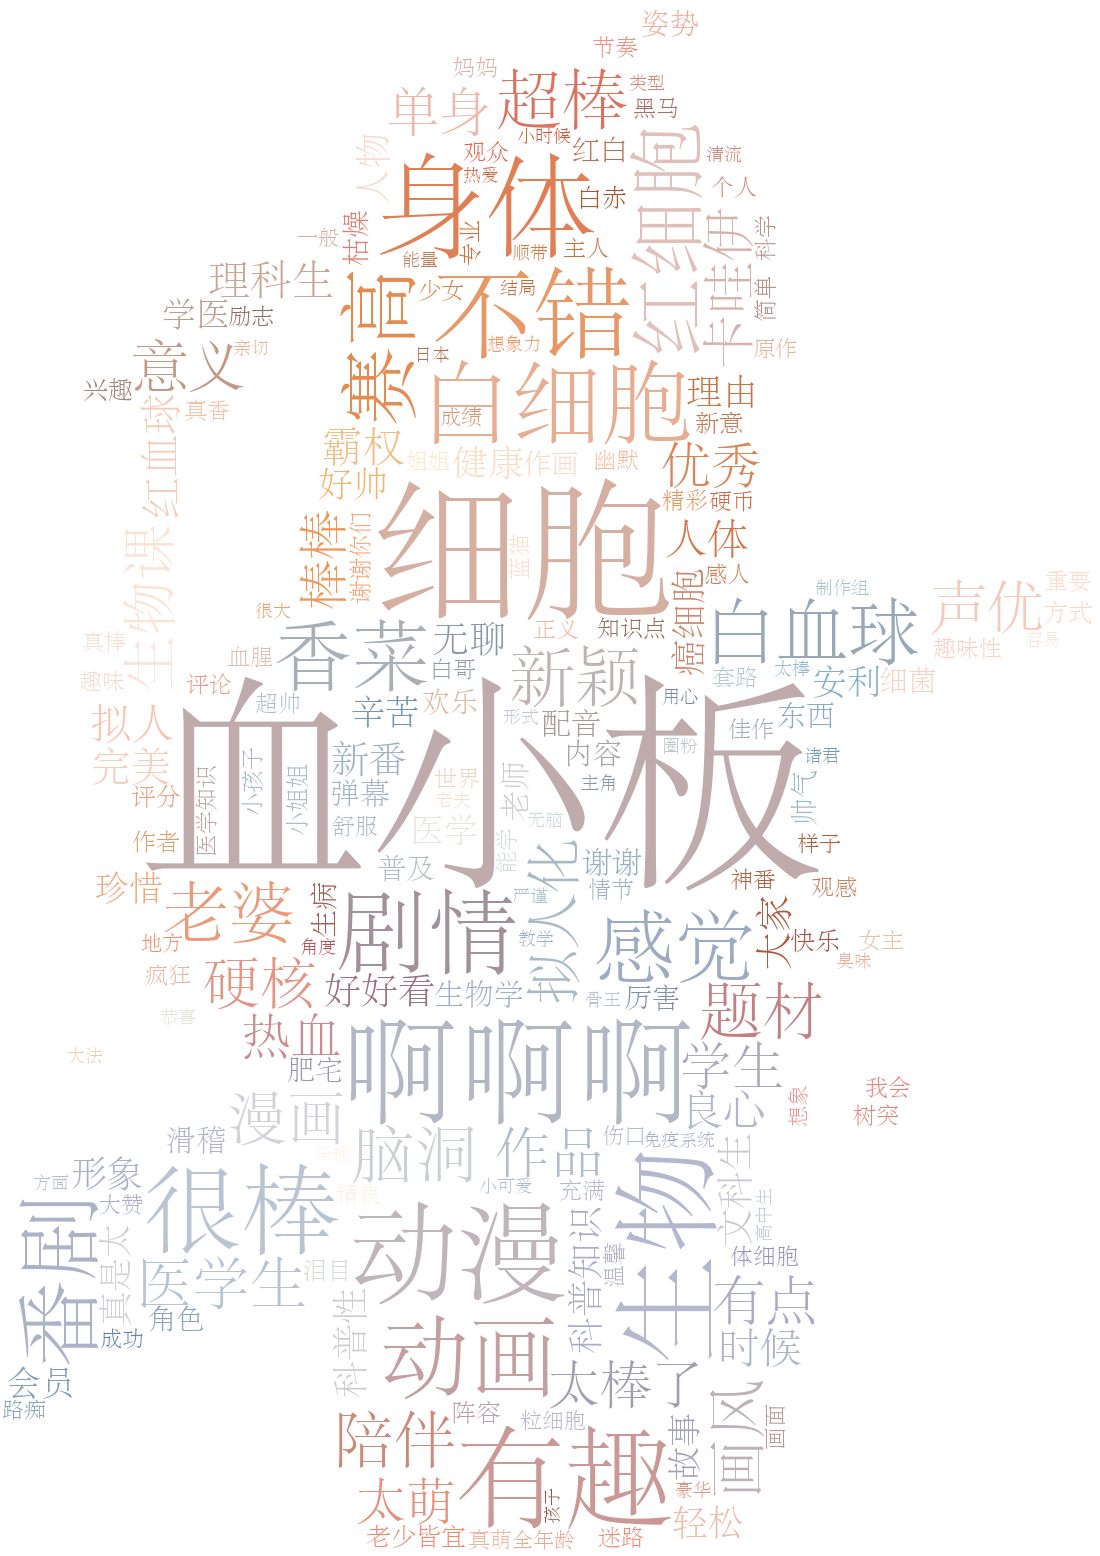 姿势
节奏
妈妈
超棒
类型
单身
黑马
小时候
红白
观众
人物
身体
热爱
红细胞
清流
个人
白赤
枯燥
一般
专业
能量
顺带
主人
卡哇伊
科学
理科生
高
不错
少女
结局
简单
学医
励志
意义
亲切
想象力
日本
原作
赛
白细胞
成绩
理由
兴趣
真香
红血球
新意
霸权
姐姐
健康
作画
幽默
优秀
好帅
精彩
硬币
细胞
棒棒
谢谢你们
蓝猫
人体
感人
癌细胞
生物课
制作组
重要
声优
方式
容易
趣味性
很大
香菜
无聊
正义
知识点
白血球
真棒
血腥
白哥
新颖
太棒
套路
安利
细菌
趣味
评论
血小板
超帅
辛苦
欢乐
形式
配音
用心
佳作
东西
拟人
完美
新番
内容
圈粉
诸君
小孩子
小姐姐
医学知识
弹幕
世界
老夫
老师
主角
帅气
评分
作者
舒服
医学
无脑
能学
样子
普及
拟人化
谢谢
情节
神番
观感
珍惜
老婆
生病
剧情
严谨
感觉
大家
快乐
女主
臭味
地方
角度
教学
疯狂
硬核
好好看
生物学
骨王
厉害
题材
恭喜
热血
啊啊啊
学生
大法
肥宅
良心
想象
我会
树突
漫画
滑稽
脑洞
作品
伤口
免疫系统
乐趣
形象
方面
很棒
精良
小可爱
充满
生物
文科生
高中生
大赞
番剧
真是太
动漫
科普知识
温馨
体细胞
医学生
泪目
有点
角色
成功
科普性
动画
时候
会员
路痴
太棒了
画风
陪伴
阵容
粒细胞
故事
画面
有趣
太萌
孩子
豪华
轻松
老少皆宜
真萌
全年龄
迷路